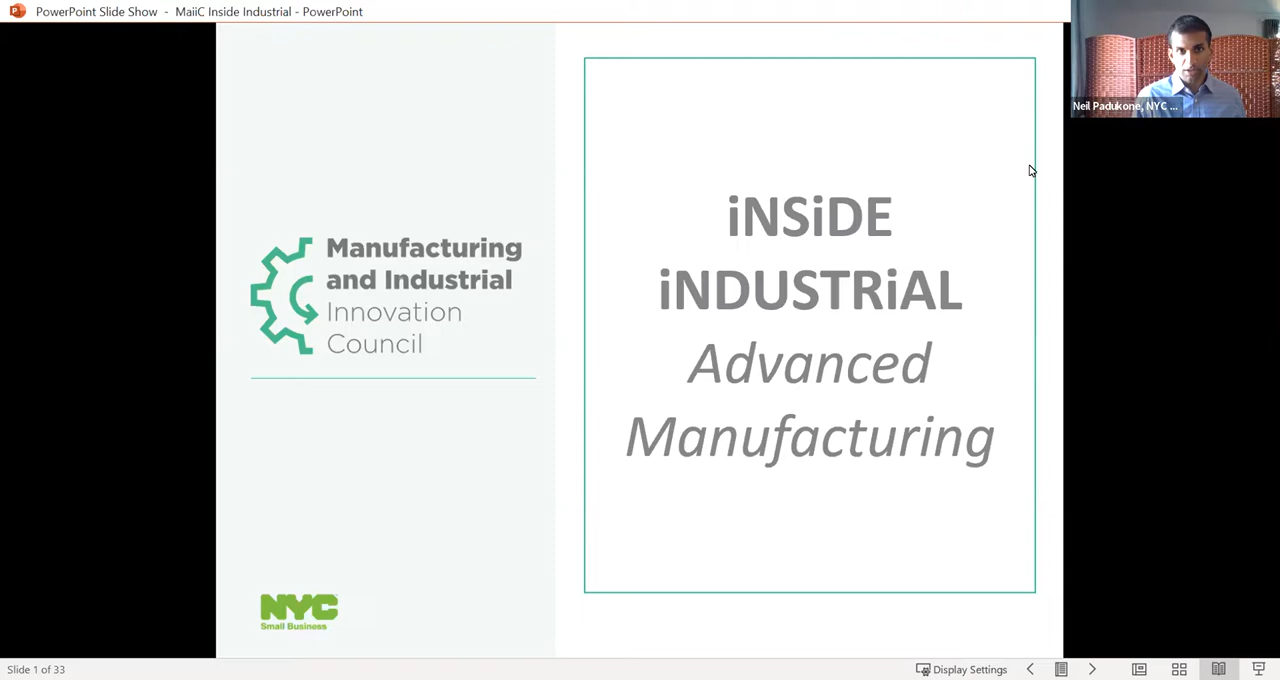 PowerPoint Slide Show - MaiiC Inside Industrial - PowerPoint
Neil Padukone, NYC ...
Manufacturing
and Industrial
Innovation
Council
iNSiDE
iNDUSTRiAL
Advanced
Manufacturing
NYC
Small Business
Slide 1 of 33
Display Settings